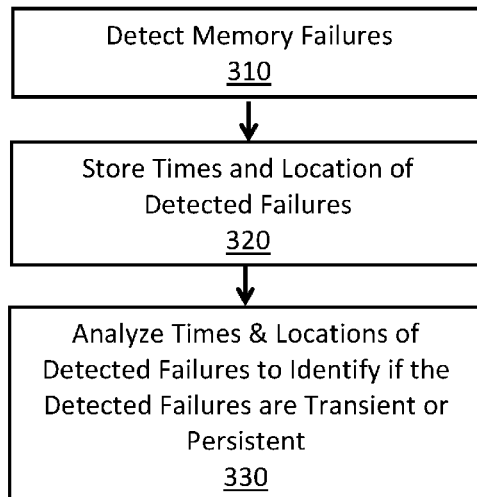 Detect Memory Failures
310
Store Times and Location of
Detected Failures
320
Analyze Times & Locations of
Detected Failures to Identify if the
Detected Failures are Transient or
Persistent
330